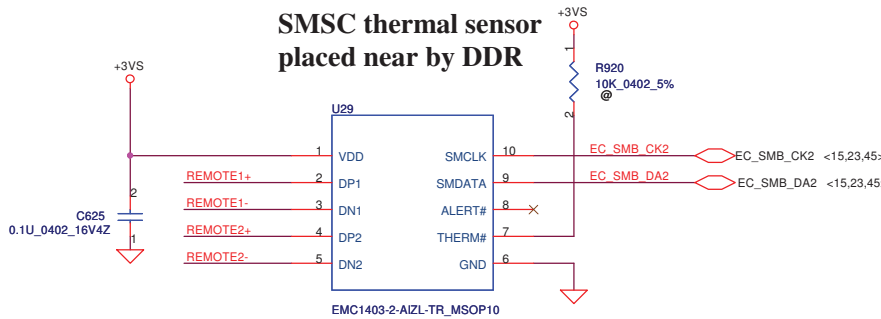 SMSC thermal sensor
placed near by DDR
+3VS
+3VS
1
R920
10K_0402_5%
@
2
U29
1 VDD
SMCLK 10
EC_SMB_CK2
EC_SMB_CK2 <15,23,45>
REMOTE1+
2 DP1
SMDATA 9
EC_SMB_DA2
EC_SMB_DA2 <15,23,45
REMOTE1-
3 DN1
ALERT# 8
REMOTE2+
4 DP2
THERM# 7
REMOTE2-
5 DN2
GND 6
2
C625
0.1U_0402_16V4Z
1
EMC1403-2-AIZL-TR_MSOP10